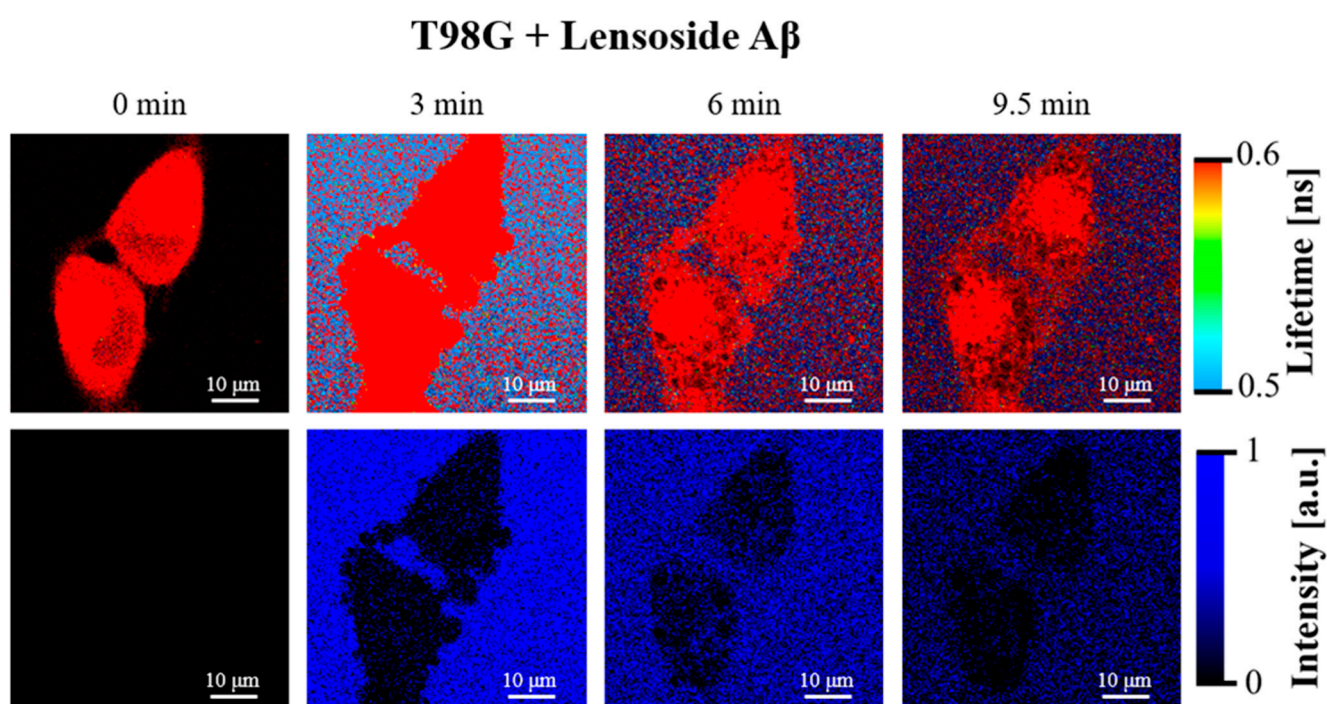 T98G + Lensoside Aβ
0 min
3 min
6 min
9.5 min
10 µm
10 µm
10 µm
10 µm
0.6
0.5
Lifetime [ns]
10 µm
10 µm
10 µm
10 µm
1
0
Intensity [a.u.]